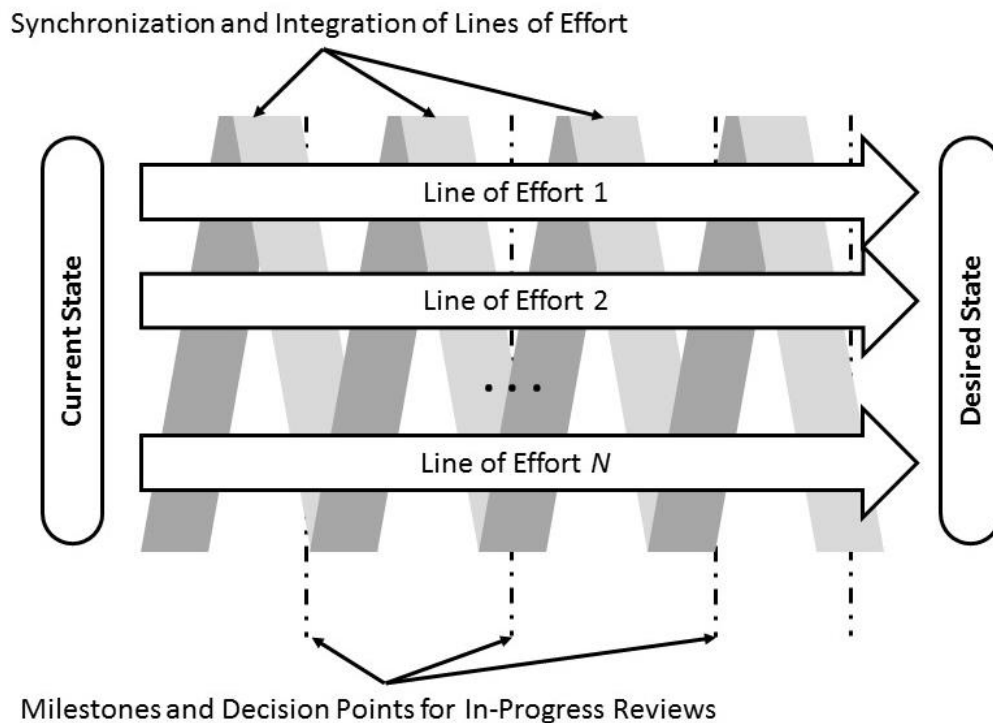 Synchronization and Integration of Lines of Effort
Current State
Line of Effort 1
Line of Effort 2
...
Line of Effort N
Desired State
Milestones and Decision Points for In-Progress Reviews